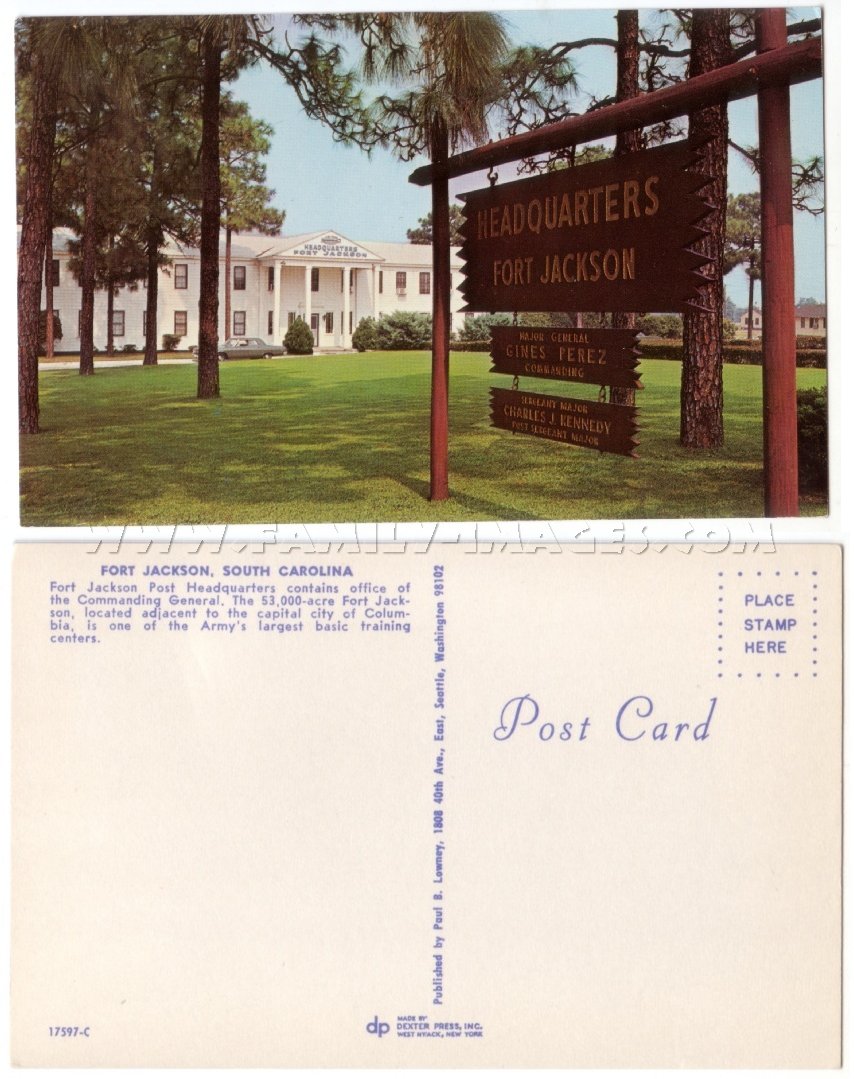 HEADQUARTERS
FORT JACKSON
HEADQUARTERS
FORT JACKSON
MAJOR GENERAL
GINES PEREZ
COMMANDING
SERGEANT MAJOR
CHARLES J. KENNEDY
POST SERGEANT MAJOR
WWW.FAMILY-IMAGES.COM
FORT JACKSON, SOUTH CAROLINA
Fort Jackson Post Headquarters contains office of
the Commanding General. The 53,000-acre Fort Jack-
son, located adjacent to the capital city of Colum-
bia, is one of the Army's largest basic training
centers.
Published by Paul B. Lowney, 1808 40th Ave., East, Seattle, Washington 98102
PLACE
STAMP
HERE
Post Card
17597-C
dp
MADE BY
DEXTER PRESS, INC.
WEST NYACK, NEW YORK